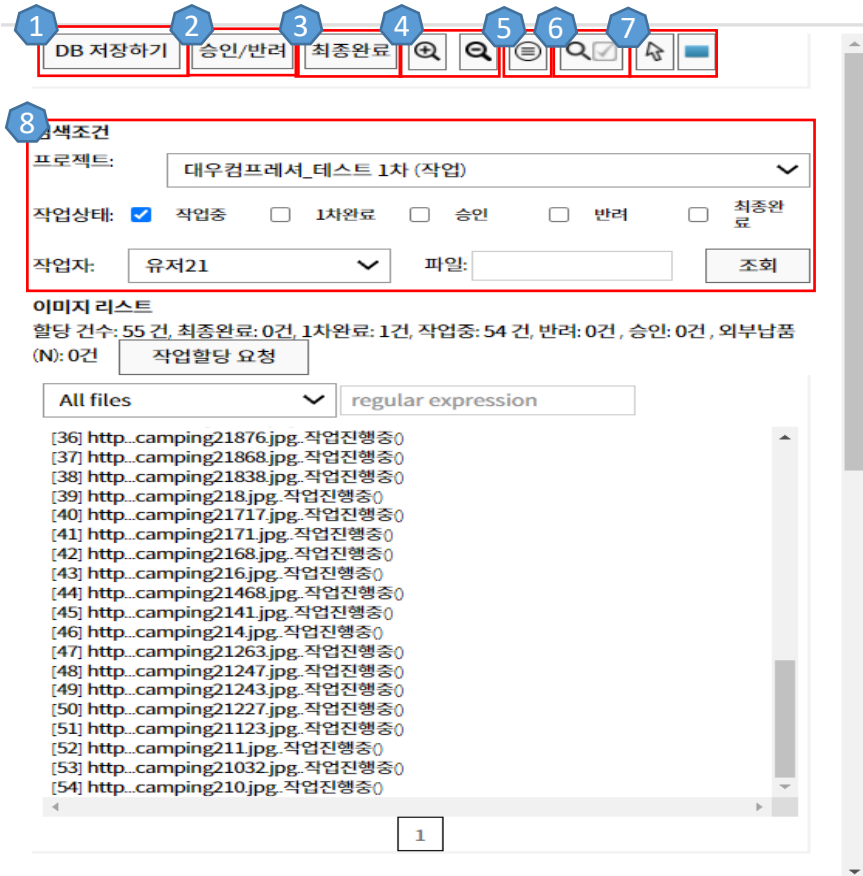 1 2 3 4 5 6 7
DB 저장하기 승인/반려 최종완료
8
검색조건
프로젝트: 대우컴프레셔_테스트 1차 (작업)
작업상태: 작업중 1차완료 승인 반려 최종완
료
작업자: 유저21 파일: 조회
이미지 리스트
할당 건수: 55 건, 최종완료: 0건, 1차완료: 1건, 작업중: 54 건, 반려: 0건 , 승인: 0건 , 외부납품
(N): 0건 작업할당 요청
All files regular expression
[36] http...camping21876.jpg..작업진행중()
[37] http...camping21868.jpg..작업진행중()
[38] http...camping21838.jpg..작업진행중()
[39] http...camping218.jpg..작업진행중()
[40] http...camping21717.jpg..작업진행중()
[41] http...camping2171.jpg..작업진행중()
[42] http...camping2168.jpg..작업진행중()
[43] http...camping216.jpg..작업진행중()
[44] http...camping21468.jpg..작업진행중()
[45] http...camping2141.jpg..작업진행중()
[46] http...camping214.jpg..작업진행중()
[47] http...camping21263.jpg..작업진행중()
[48] http...camping21247.jpg..작업진행중()
[49] http...camping21243.jpg..작업진행중()
[50] http...camping21227.jpg..작업진행중()
[51] http...camping21123.jpg..작업진행중()
[52] http...camping211.jpg..작업진행중()
[53] http...camping21032.jpg..작업진행중()
[54] http...camping210.jpg..작업진행중()
1